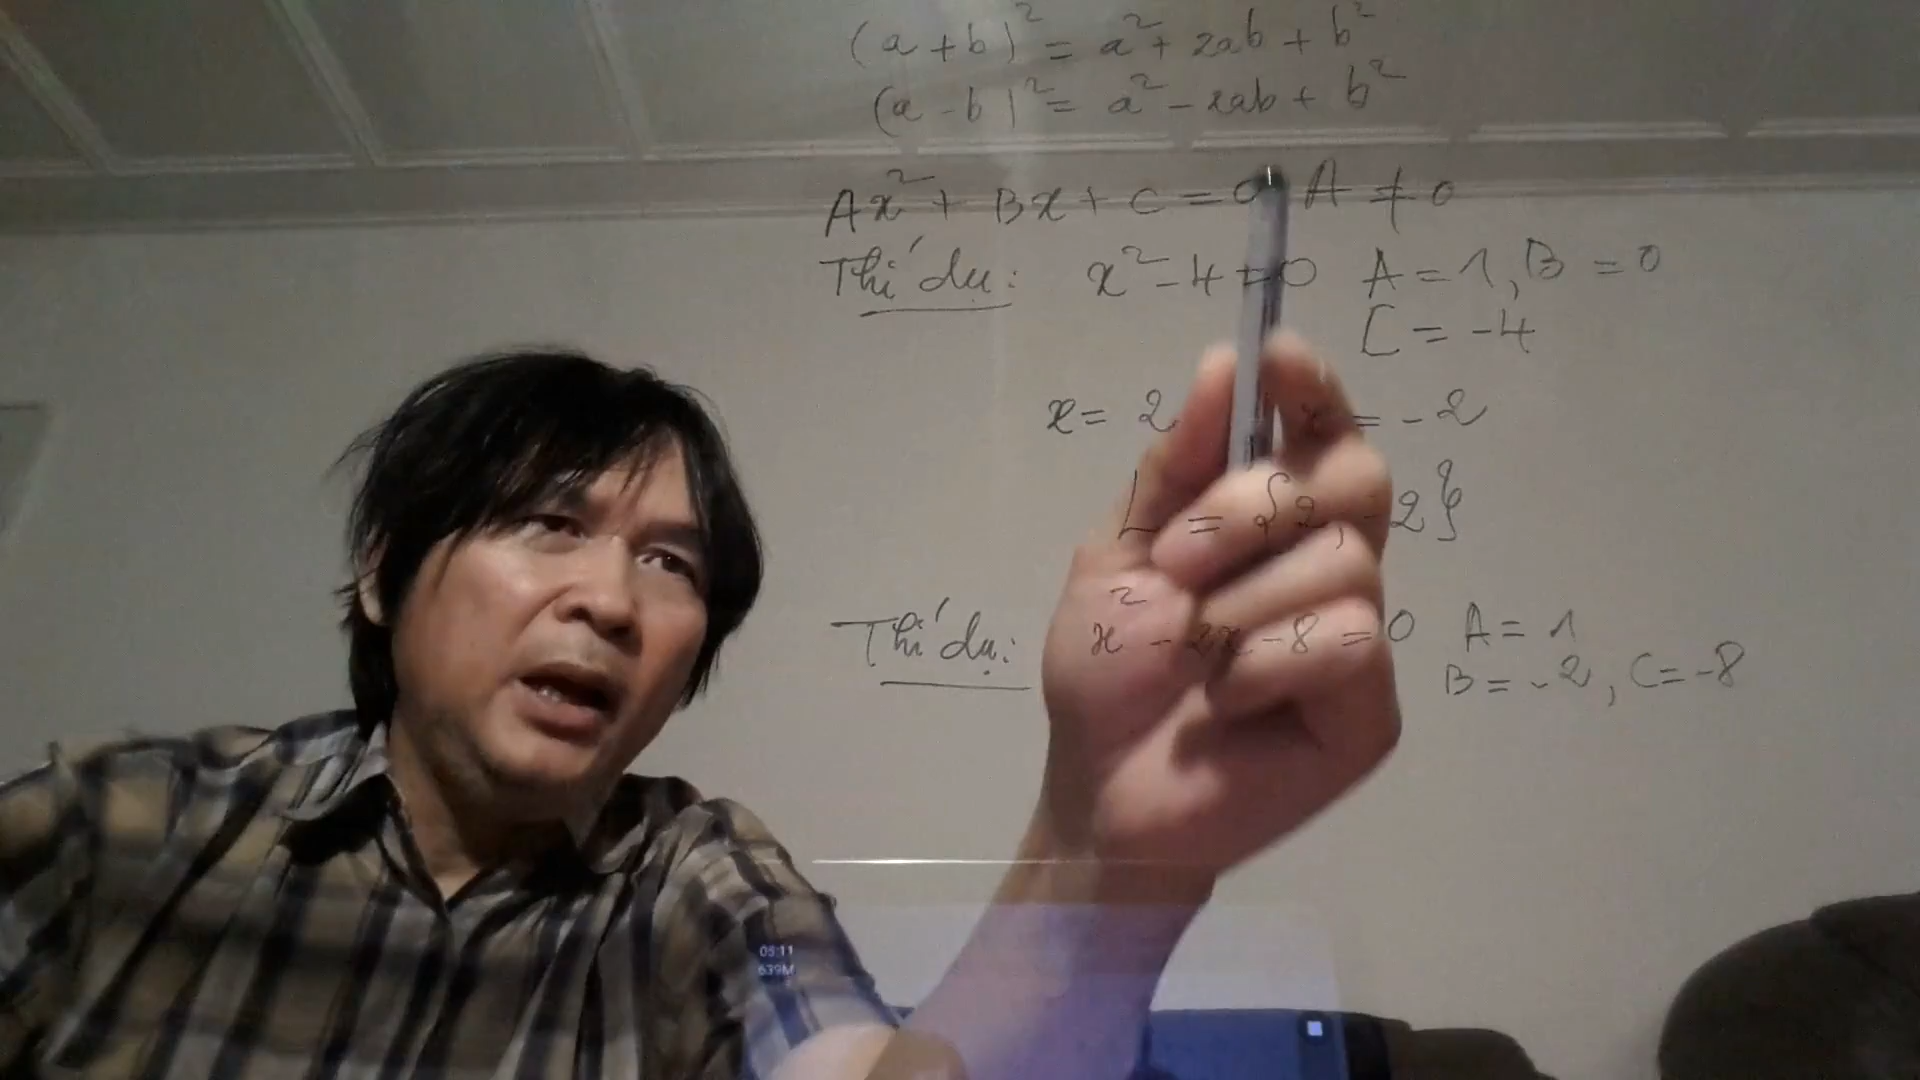 (a + b)² = a² + 2ab + b²
(a - b)² = a² - 2ab + b²
Ax² + Bx + C = 0 A ≠ 0
Thí dụ: x² - 4 = 0 A = 1, B = 0
C = -4
x = 2 x = -2
L = {2, -2}
Thí dụ: x² - 2x - 8 = 0 A = 1
B = -2, C = -8
05:11
639M